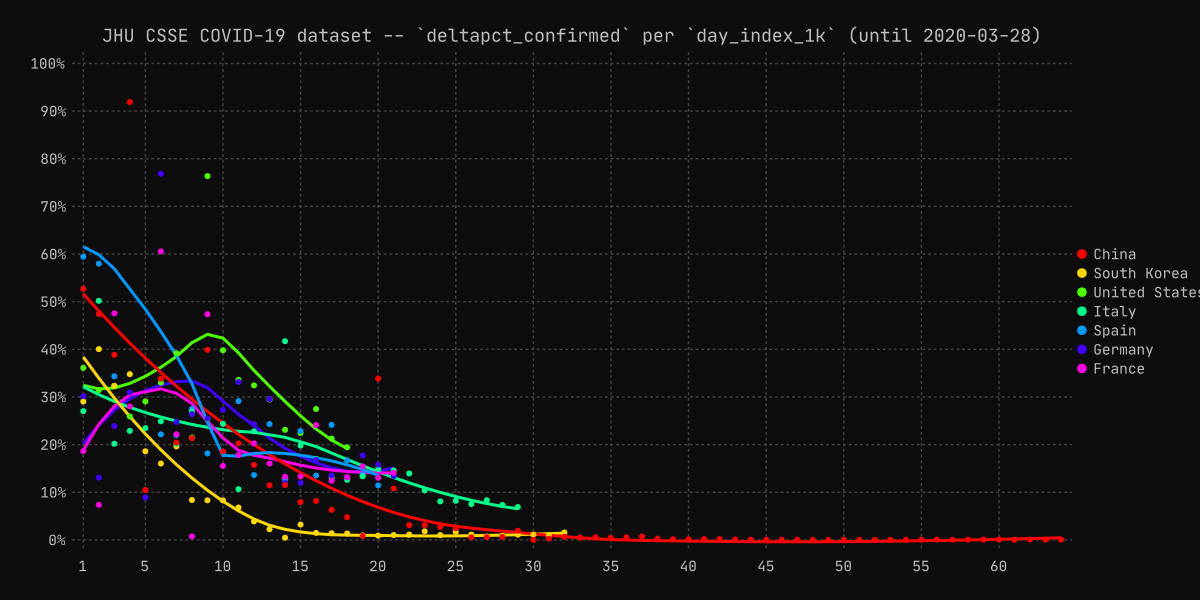 JHU CSSE COVID-19 dataset -- `deltapct_confirmed` per `day_index_1k` (until 2020-03-28)
100%
90%
80%
70%
60%
50%
40%
30%
20%
10%
0%
1 5 10 15 20 25 30 35 40 45 50 55 60
China
South Korea
United States
Italy
Spain
Germany
France